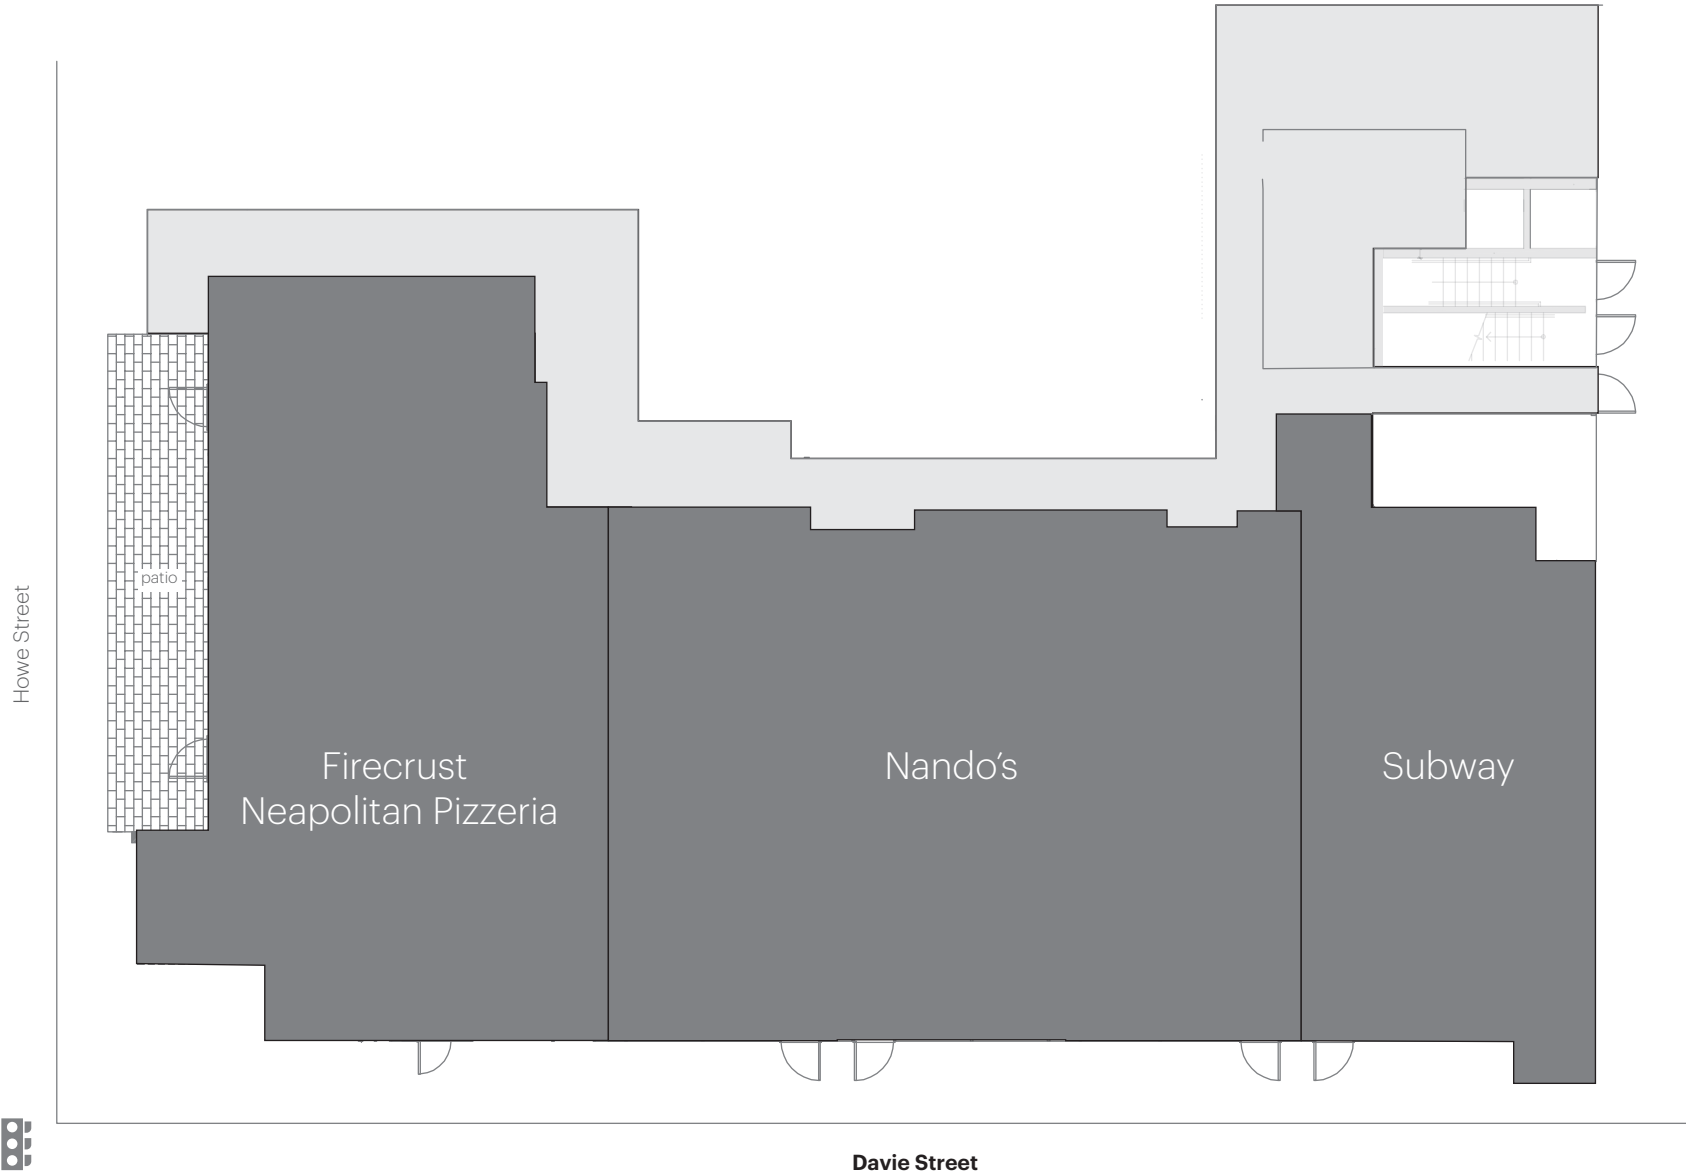 patio
Howe Street
Firecrust
Neapolitan Pizzeria
Nando’s
Subway
Davie Street